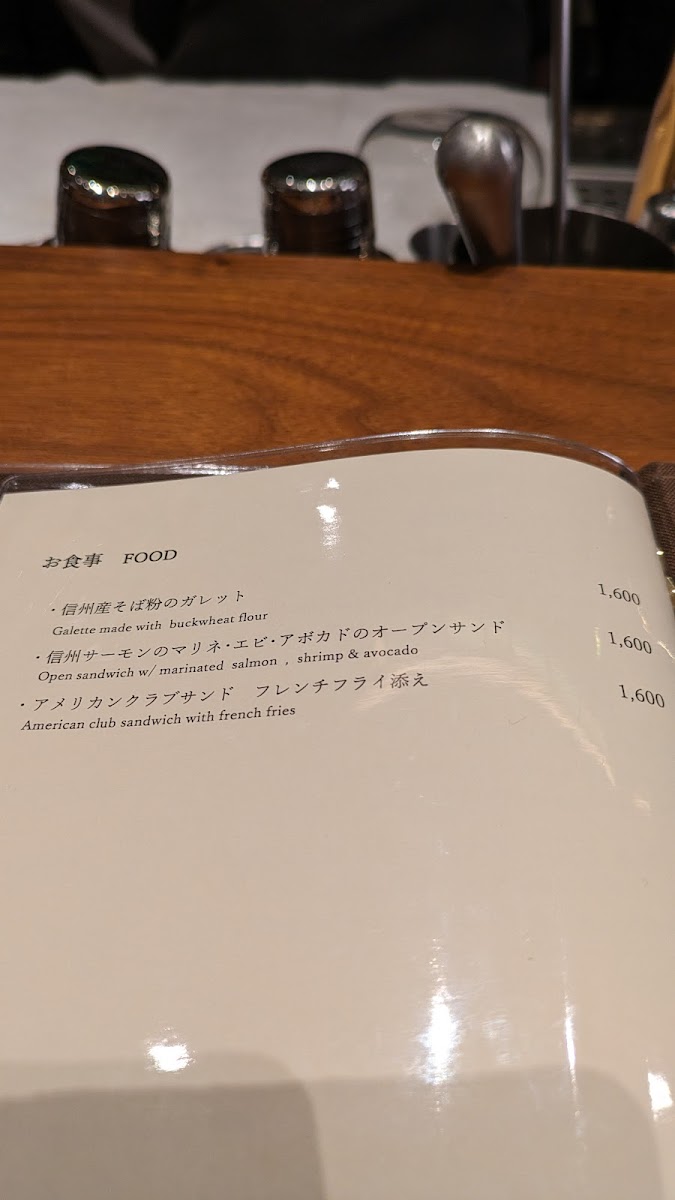 お食事　FOOD
・信州産そば粉のガレット 1,600
Galette made with buckwheat flour
・信州サーモンのマリネ・エビ・アボカドのオープンサンド 1,600
Open sandwich w/ marinated salmon , shrimp & avocado
・アメリカンクラブサンド　フレンチフライ添え 1,600
American club sandwich with french fries